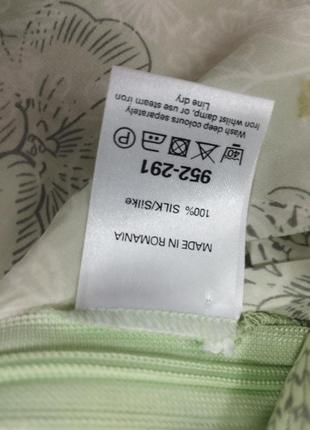 MADE IN ROMANIA
100% SILK/Silke
952-291
40 P
Wash deep colours separately
Iron whilst damp, or use steam iron
Line dry